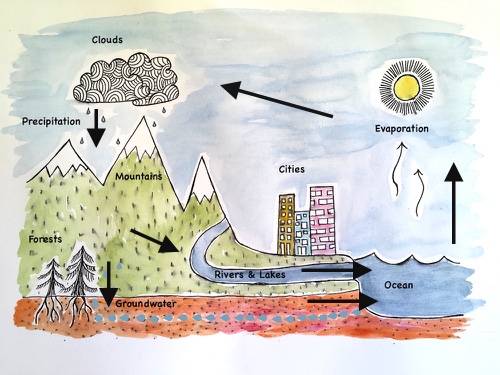 Clouds
Precipitation
Evaporation
Mountains
Cities
Forests
Rivers & Lakes
Ocean
Groundwater